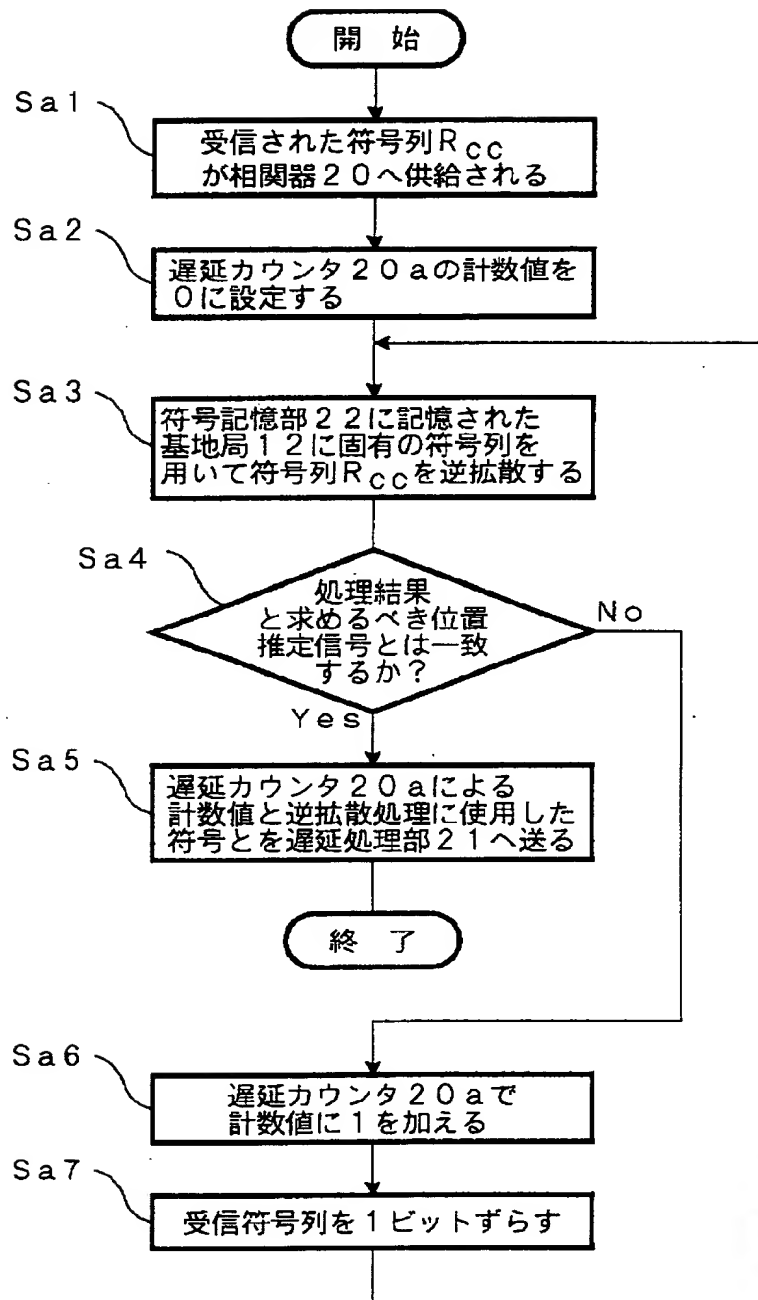 開 始
Sa1
受信された符号列RCC
が相関器20へ供給される
Sa2
遅延カウンタ20aの計数値を
0に設定する
Sa3
符号記憶部22に記憶された
基地局12に固有の符号列を
用いて符号列RCCを逆拡散する
Sa4
処理結果
と求めるべき位置
推定信号とは一致
するか?
No
Yes
Sa5
遅延カウンタ20aによる
計数値と逆拡散処理に使用した
符号とを遅延処理部21へ送る
終 了
Sa6
遅延カウンタ20aで
計数値に1を加える
Sa7
受信符号列を1ビットずらす